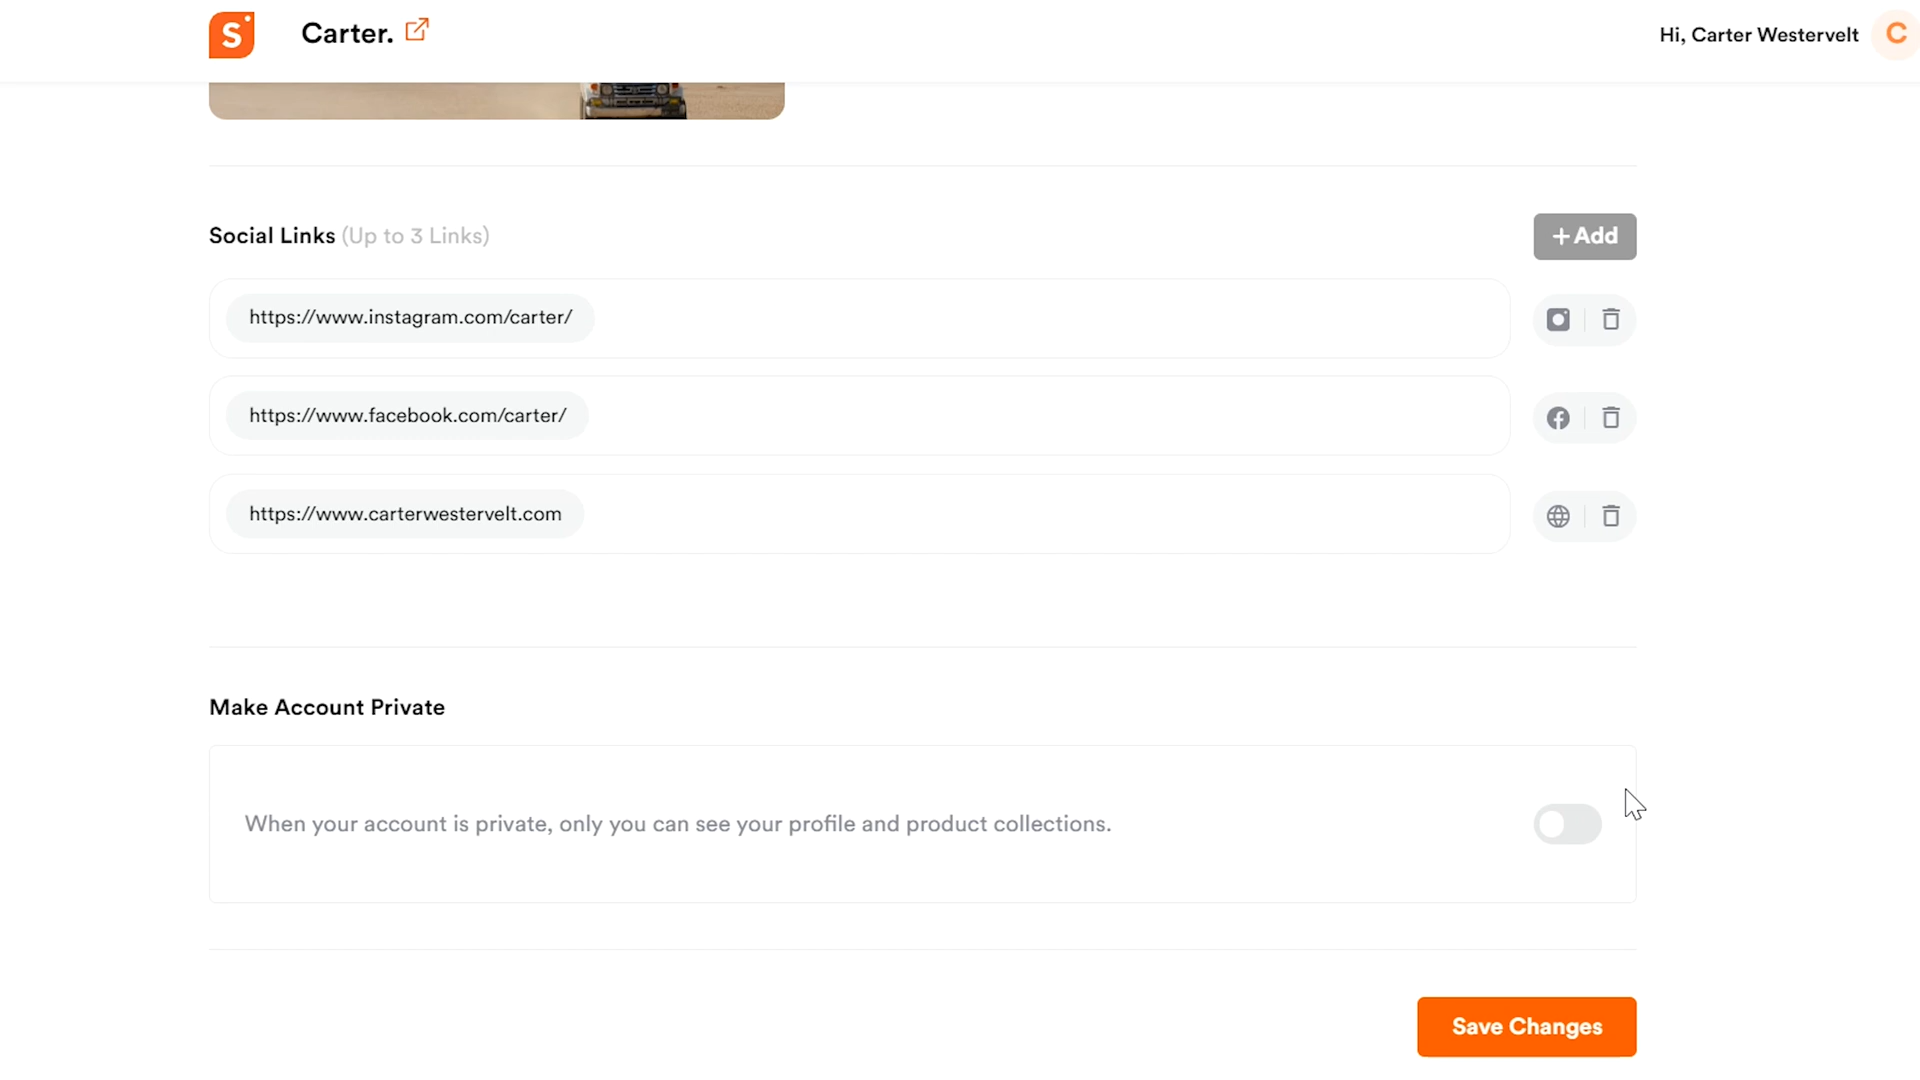 S
Carter.
Hi, Carter Westervelt
C
Social Links (Up to 3 Links)
+ Add
https://www.instagram.com/carter/
https://www.facebook.com/carter/
https://www.carterwestervelt.com
Make Account Private
When your account is private, only you can see your profile and product collections.
Save Changes